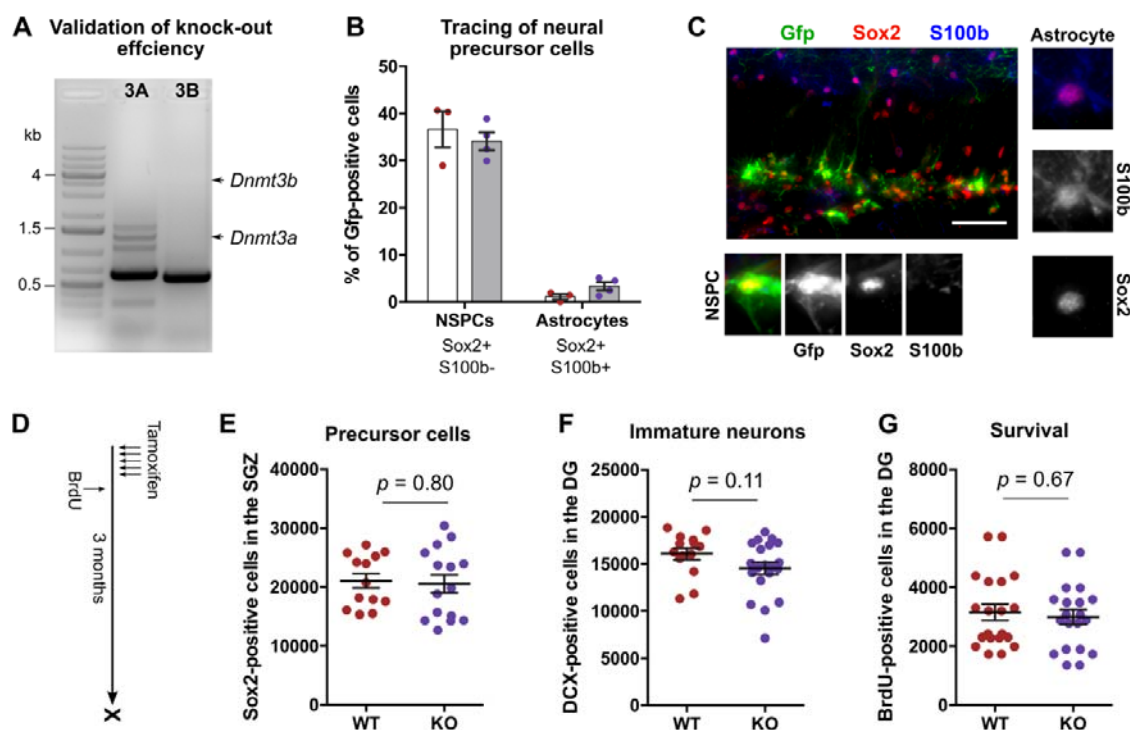 A
Validation of knock-out
effciency
3A 3B
kb
4
1.5
0.5
Dnmt3b
Dnmt3a
B
Tracing of neural
precursor cells
% of Gfp-positive cells
50
40
30
20
10
0
NSPCs
Sox2+
S100b-
Astrocytes
Sox2+
S100b+
C
Gfp Sox2 S100b
Astrocyte
S100b
Sox2
NSPC
Gfp Sox2 S100b
D
Tamoxifen
BrdU
3 months
X
E
Precursor cells
Sox2-positive cells in the SGZ
40000
30000
20000
10000
0
p = 0.80
WT KO
F
Immature neurons
DCX-positive cells in the DG
25000
20000
15000
10000
5000
0
p = 0.11
WT KO
G
Survival
BrdU-positive cells in the DG
8000
6000
4000
2000
0
p = 0.67
WT KO